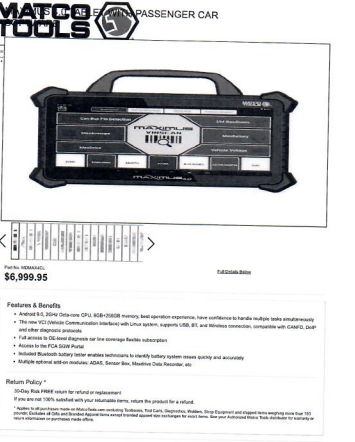 MATCO
TOOLS
TABLET WITH PASSENGER CAR
MATCO
Can Bus Pin Detection
MAXIMUS
VINSCAN
Vehicle Voltage
MAXIMUS
Part No. MDMAX4CL
Full Details Below
$6,999.95
Features & Benefits
Android 9.0, 2GHz Octa-core CPU, 8GB+256GB memory, best operation experience, have confidence to handle multiple tasks simultaneously
The new VCI (Vehicle Communication Interface) with Linux system, supports USB, BT, and Wireless connection, compatible with CANFD, DoIP
and other diagnostic protocols
Full access to OE-level diagnosis car line coverage flexible subscription
Access to the FCA SGW Portal
Included Bluetooth battery tester enables technicians to identify battery system issues quickly and accurately
Multiple optional add-on modules: ADAS, Sensor Box, Maxdrive Data Recorder, etc
Return Policy *
30-Day Risk FREE return for refund or replacement
If you are not 100% satisfied with your returnable items, return the product for a refund.
* Applies to all purchases made on MatcoTools.com excluding Toolboxes, Tool Carts, Diagnostics, Welders, Shop Equipment and shipped items weighing more than 150
pounds. Excludes all Gifts and Branded Apparel items except branded apparel size exchanges for exact items. See your Authorized Matco Tools distributor for warranty or
return information or purchases made offline.